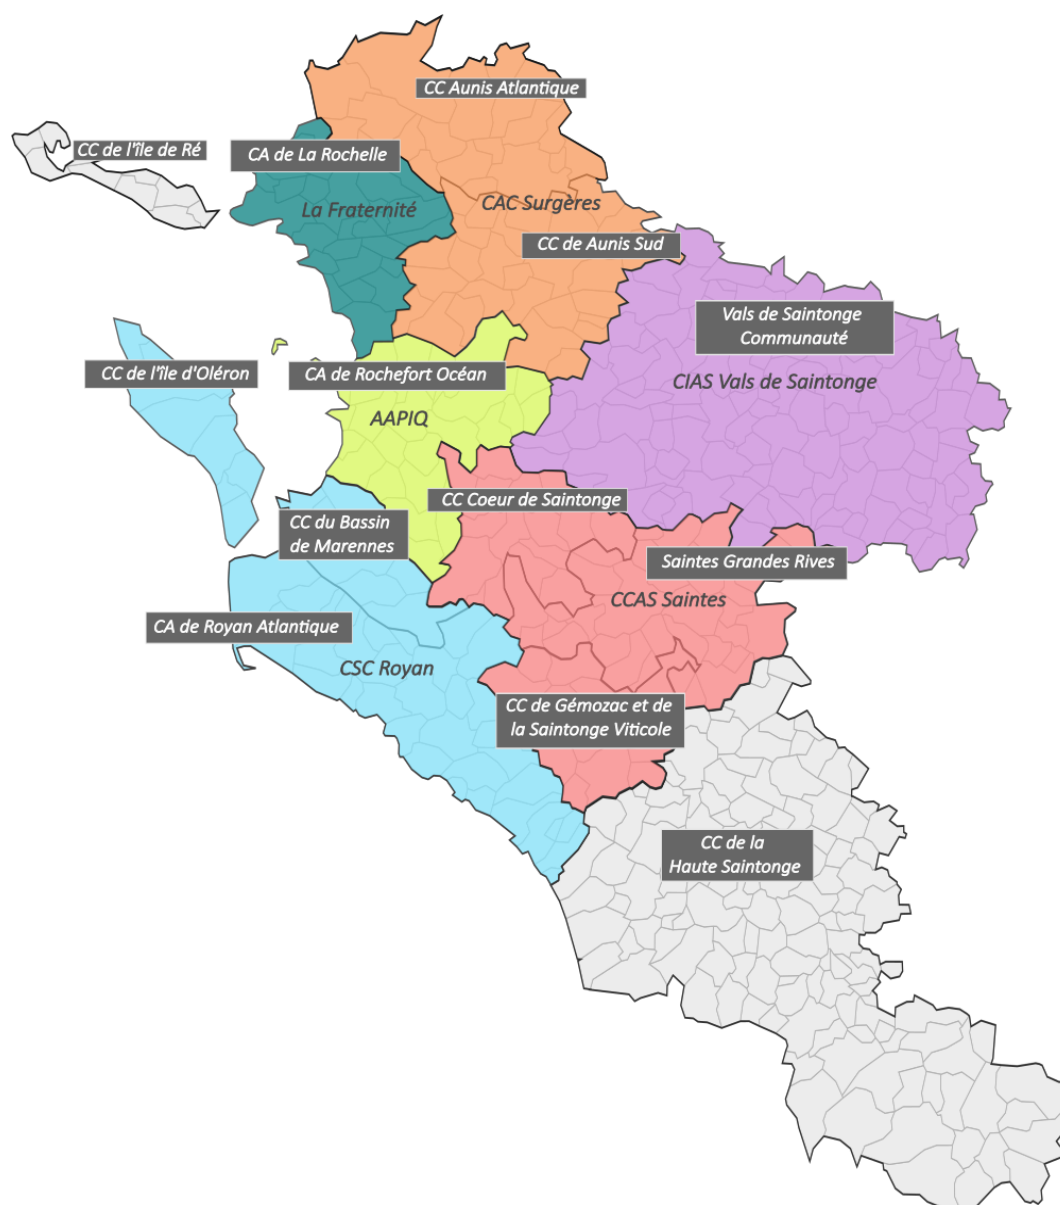 CC Aunis Atlantique
CC de l'île de Ré
CA de La Rochelle
La Fraternité
CAC Surgères
CC de Aunis Sud
Vals de Saintonge
Communauté
CIAS Vals de Saintonge
CC de l'île d'Oléron
CA de Rochefort Océan
AAPIQ
CC Coeur de Saintonge
CC du Bassin
de Marennes
Saintes Grandes Rives
CCAS Saintes
CA de Royan Atlantique
CSC Royan
CC de Gémozac et de
la Saintonge Viticole
CC de la
Haute Saintonge